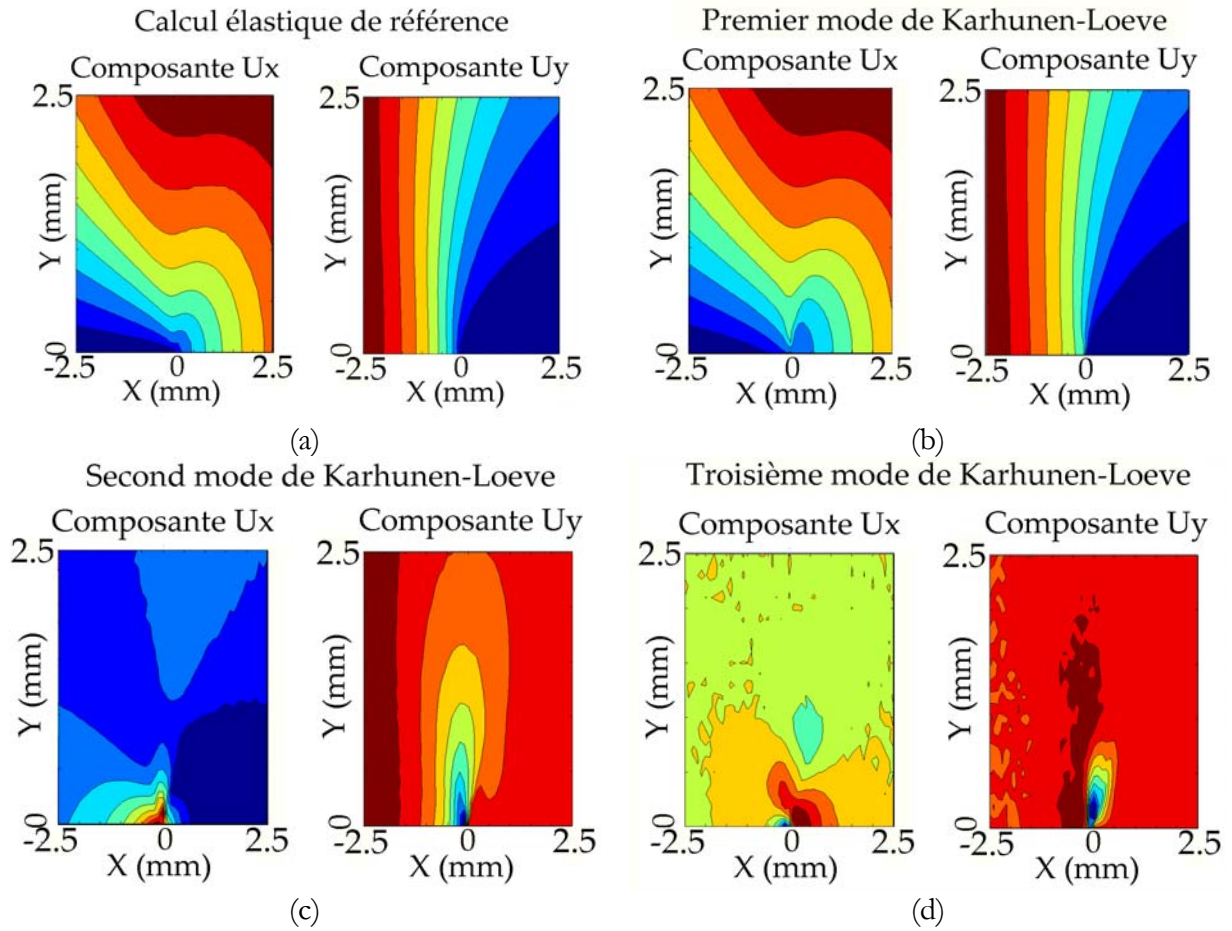 Calcul élastique de référence
Composante Ux
Composante Uy
2.5
Y (mm)
0
-2.5
0
2.5
X (mm)
-2.5
0
2.5
X (mm)
(a)
Premier mode de Karhunen-Loeve
Composante Ux
Composante Uy
2.5
Y (mm)
0
-2.5
0
2.5
X (mm)
2.5
Y (mm)
0
-2.5
0
2.5
X (mm)
(b)
Second mode de Karhunen-Loeve
Composante Ux
Composante Uy
2.5
Y (mm)
0
-2.5
0
2.5
X (mm)
2.5
Y (mm)
0
-2.5
0
2.5
X (mm)
(c)
Troisième mode de Karhunen-Loeve
Composante Ux
Composante Uy
2.5
Y (mm)
0
-2.5
0
2.5
X (mm)
2.5
Y (mm)
0
-2.5
0
2.5
X (mm)
(d)